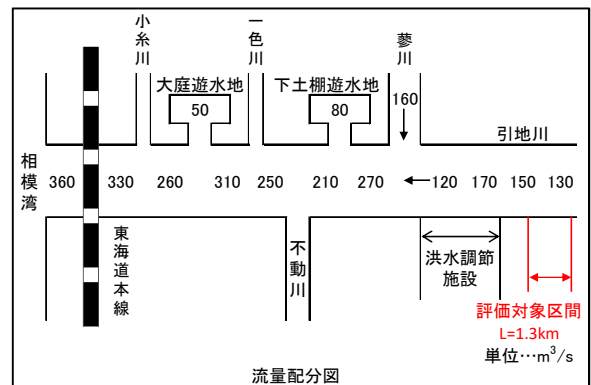 小糸川
一色川
蓼川
大庭遊水地
50
下土棚遊水地
80
160
引地川
相模湾
360 330 260 310 250 210 270 ←120 170 150 130
東海道本線
不動川
洪水調節
施設
評価対象区間
L=1.3km
単位…m³/s
流量配分図